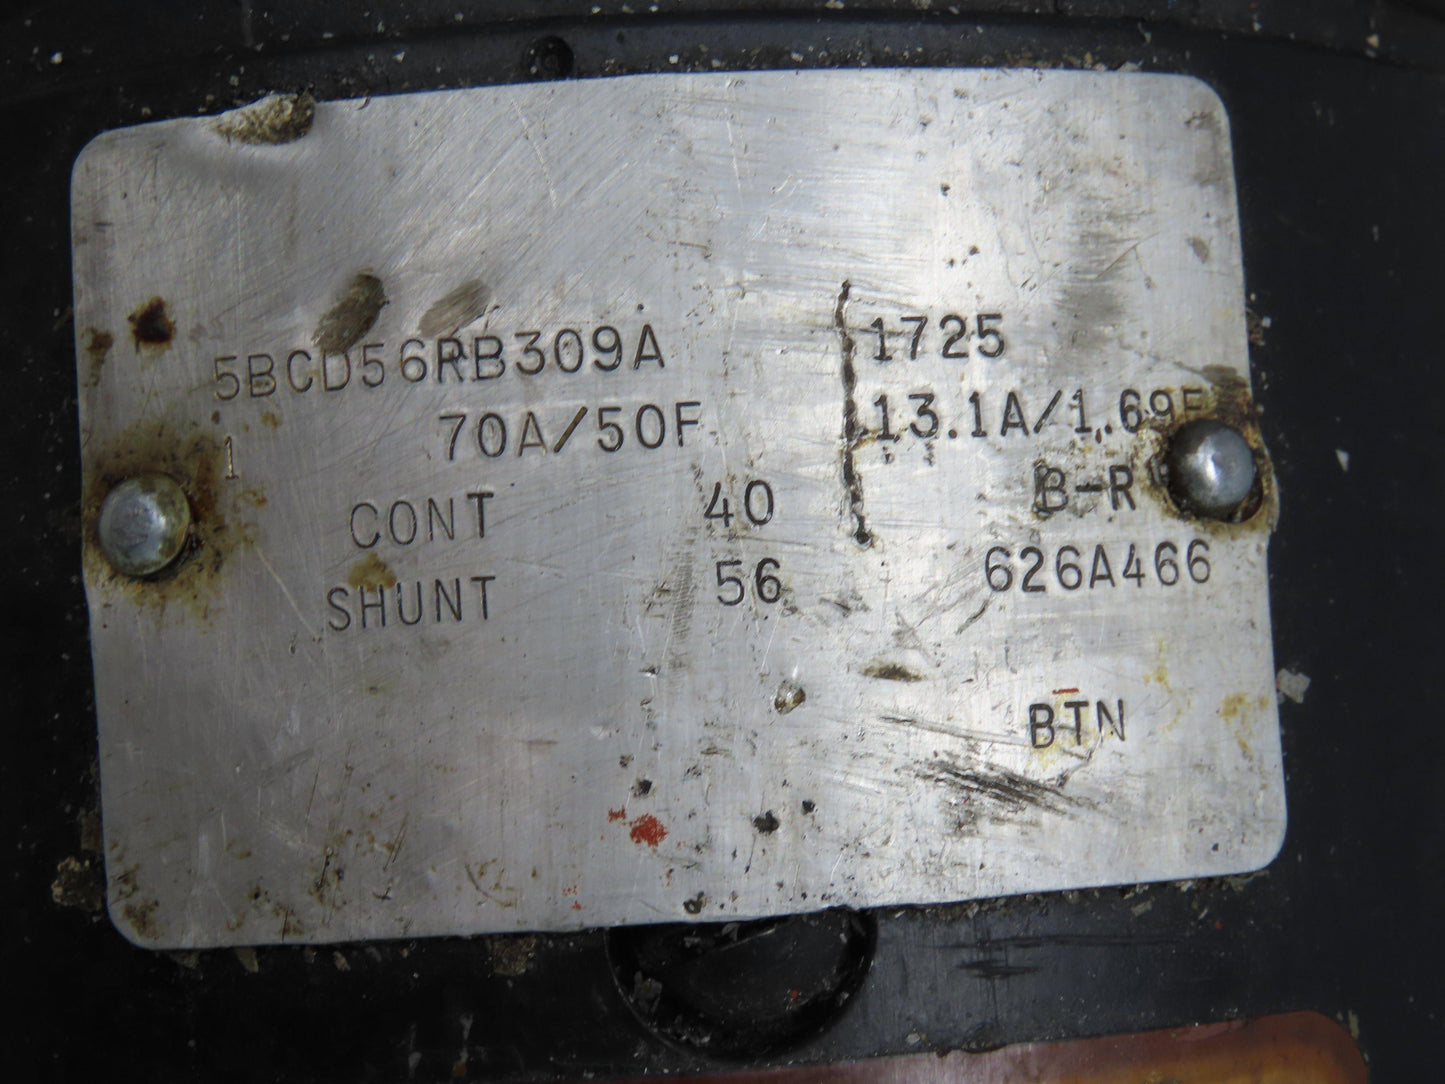 5BCD56RB309A 1725
1 70A/50F 13.1A/1.69F
CONT 40 B-R
SHUNT 56 626A466
BTN